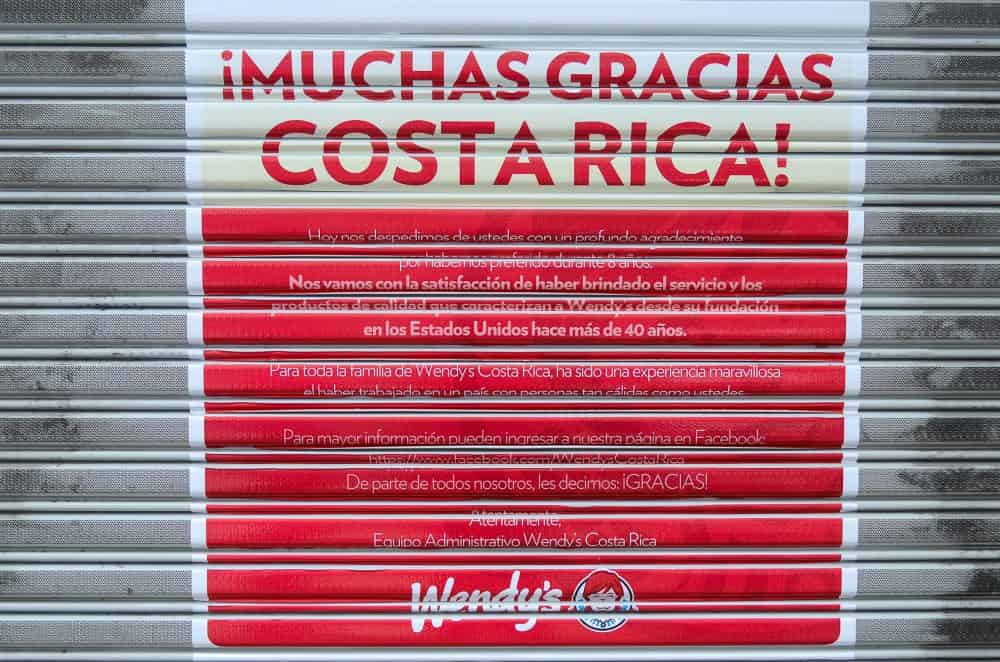 ¡MUCHAS GRACIAS
COSTA RICA!
Hoy nos despedimos de ustedes con un profundo agradecimiento
por habernos preferido durante 8 años.
Nos vamos con la satisfacción de haber brindado el servicio y los
productos de calidad que caracterizan a Wendy's desde su fundación
en los Estados Unidos hace más de 40 años.
Para toda la familia de Wendy's Costa Rica, ha sido una experiencia maravillosa
el haber trabajado en un país con personas tan cálidas como ustedes.
Para mayor información pueden ingresar a nuestra página en Facebook:
https://www.facebook.com/WendysCostaRica
De parte de todos nosotros, les decimos: ¡GRACIAS!
Atentamente,
Equipo Administrativo Wendy's Costa Rica
Wendy's